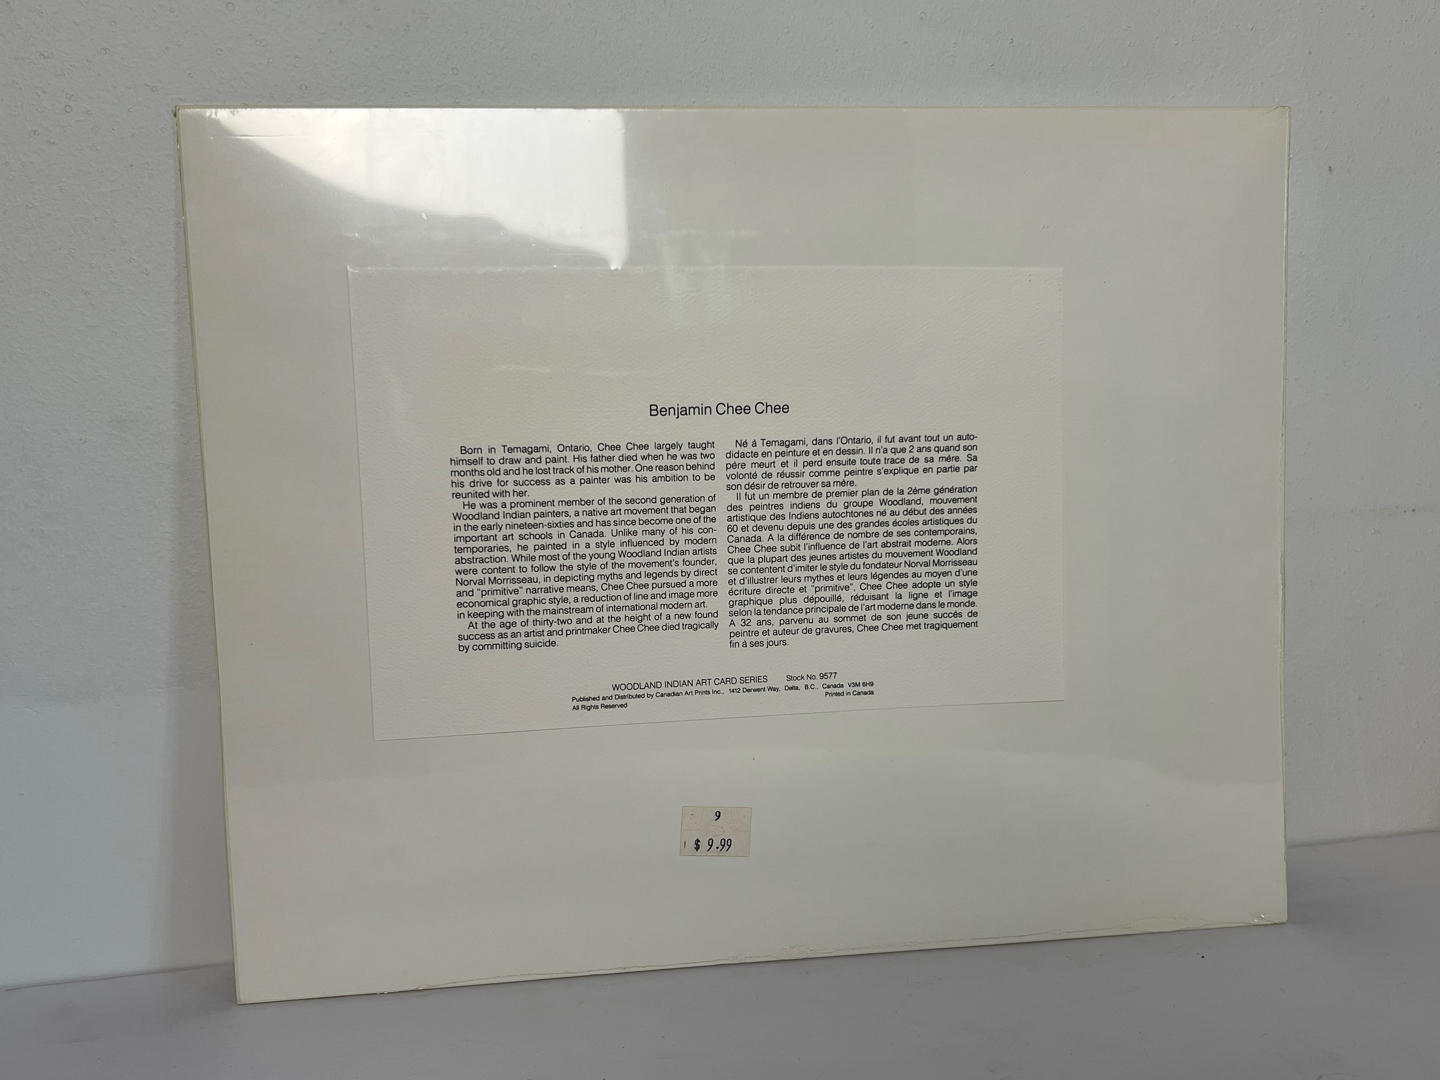 Benjamin Chee Chee
Born in Temagami, Ontario, Chee Chee largely taught
himself to draw and paint. His father died when he was two
months old and he lost track of his mother. One reason behind
his drive for success as a painter was his ambition to be
reunited with her.
He was a prominent member of the second generation of
Woodland Indian painters, a native art movement that began
in the early nineteen-sixties and has since become one of the
important art schools in Canada. Unlike many of his con-
temporaries, he painted in a style influenced by modern
abstraction. While most of the young Woodland Indian artists
were content to follow the style of the movement's founder,
Norval Morrisseau, in depicting myths and legends by direct
and "primitive" narrative means, Chee Chee pursued a more
economical graphic style, a reduction of line and image more
in keeping with the mainstream of international modern art.
At the age of thirty-two and at the height of a new found
success as an artist and printmaker Chee Chee died tragically
by committing suicide.
Né á Temagami, dans l'Ontario, il fut avant tout un auto-
didacte en peinture et en dessin. Il n'a que 2 ans quand son
pére meurt et il perd ensuite toute trace de sa mére. Sa
volonté de réussir comme peintre s'explique en partie par
son désir de retrouver sa mére.
Il fut un membre de premier plan de la 2éme génération
des peintres indiens du groupe Woodland, mouvement
artistique des Indiens autochtones né au début des années
60 et devenu depuis une des grandes écoles artistiques du
Canada. A la différence de nombre de ses contemporains,
Chee Chee subit l'influence de l'art abstrait moderne. Alors
que la plupart des jeunes artistes du mouvement Woodland
se contentent d'imiter le style du fondateur Norval Morrisseau
et d'illustrer leurs mythes et leurs légendes au moyen d'une
écriture directe et "primitive", Chee Chee adopte un style
graphique plus dépouillé, réduisant la ligne et l'image
selon la tendance principale de l'art moderne dans le monde.
A 32 ans, parvenu au sommet de son jeune succés de
peintre et auteur de gravures, Chee Chee met tragiquement
fin à ses jours.
WOODLAND INDIAN ART CARD SERIES Stock No. 9577
Published and Distributed by Canadian Art Prints Inc., 1412 Derwent Way, Delta, B.C., Canada V3M 6H9
All Rights Reserved Printed in Canada
9
$ 9.99